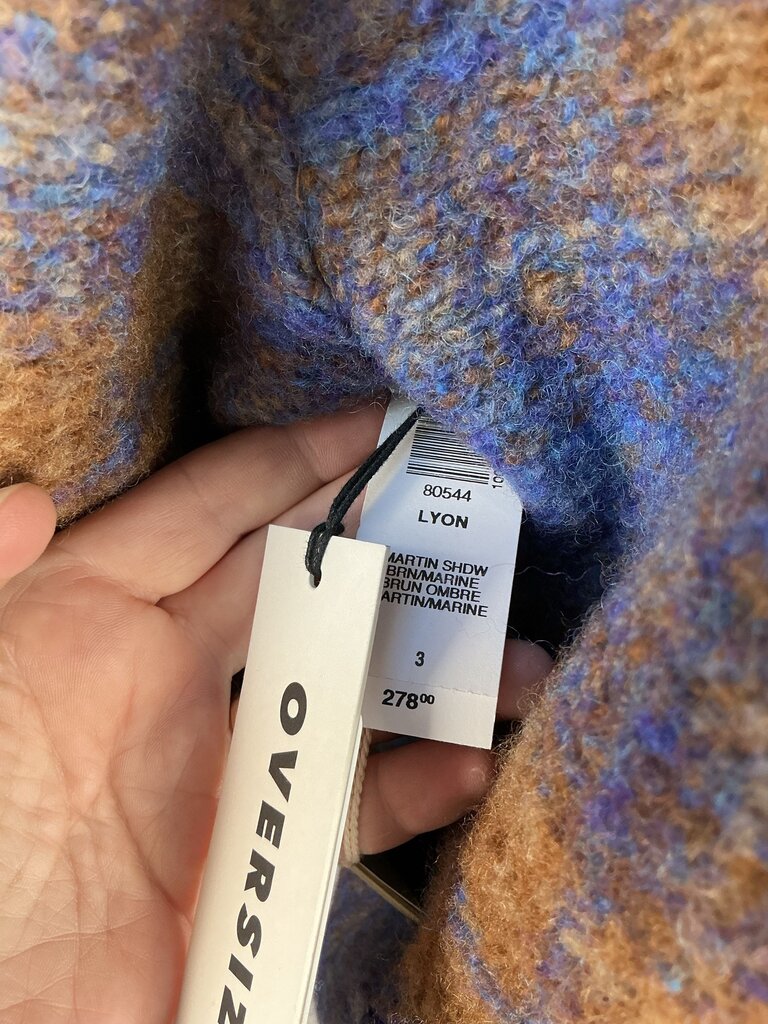 80544
LYON
MARTIN SHDW
BRN/MARINE
BRUN OMBRE
ARTIN/MARINE
3
278⁰⁰
OVERSIZ